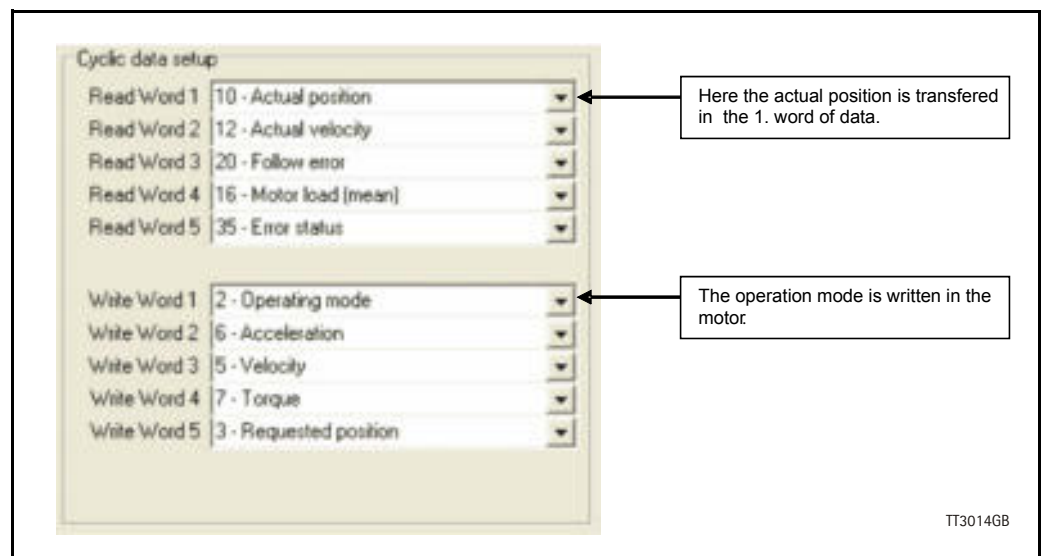 Cyclic data setup
Read Word 1 10 - Actual position
Here the actual position is transfered
in the 1. word of data.
Read Word 2 12 - Actual velocity
Read Word 3 20 - Follow error
Read Word 4 16 - Motor load (mean)
Read Word 5 35 - Error status
Write Word 1 2 - Operating mode
The operation mode is written in the
motor.
Write Word 2 6 - Acceleration
Write Word 3 5 - Velocity
Write Word 4 7 - Torque
Write Word 5 3 - Requested position
TT3014GB